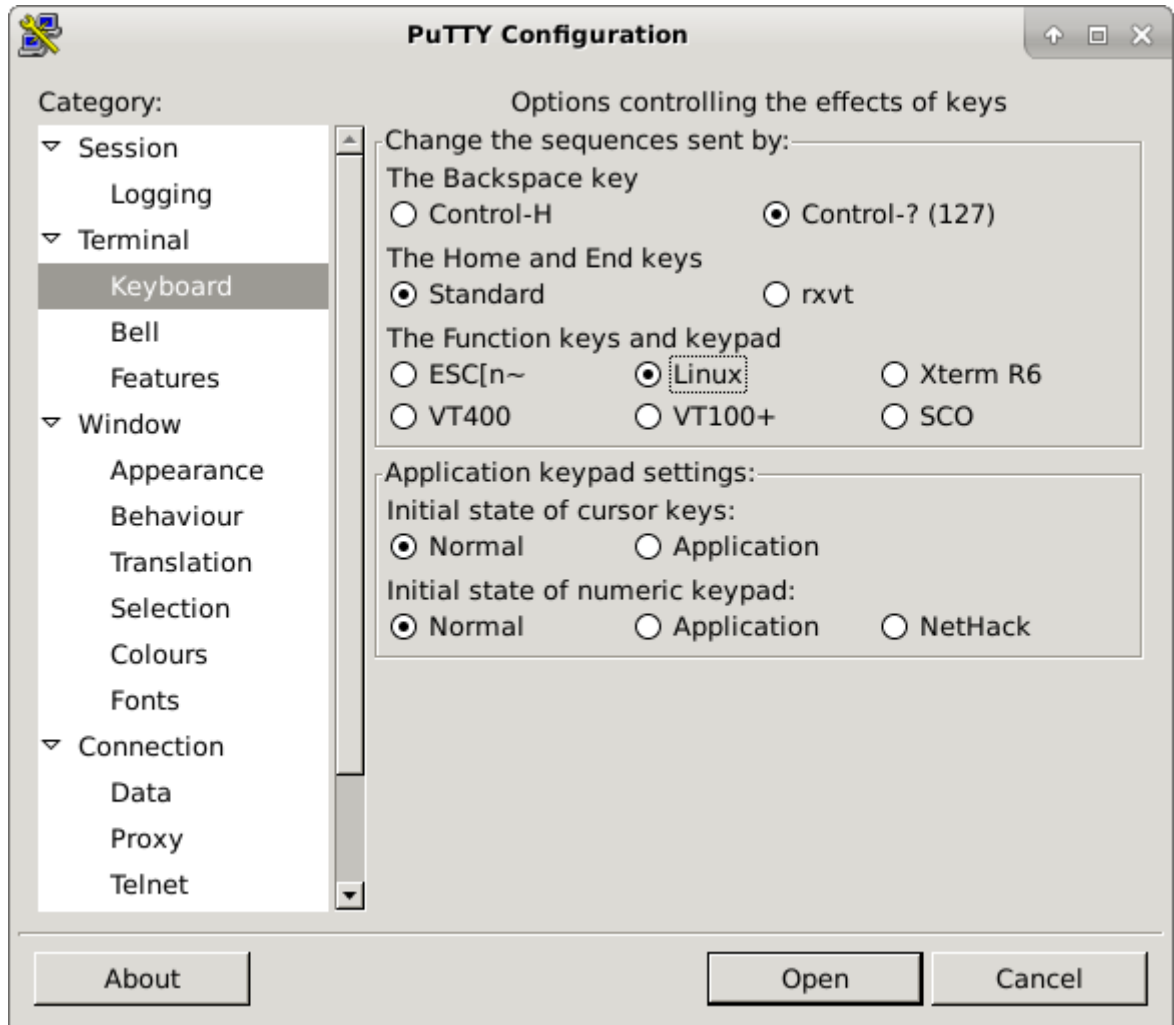 PuTTY Configuration
Category:
Session
Logging
Terminal
Keyboard
Bell
Features
Window
Appearance
Behaviour
Translation
Selection
Colours
Fonts
Connection
Data
Proxy
Telnet
Options controlling the effects of keys
Change the sequences sent by:
The Backspace key
Control-H Control-? (127)
The Home and End keys
Standard rxvt
The Function keys and keypad
ESC[n~ Linux Xterm R6
VT400 VT100+ SCO
Application keypad settings:
Initial state of cursor keys:
Normal Application
Initial state of numeric keypad:
Normal Application NetHack
About Open Cancel